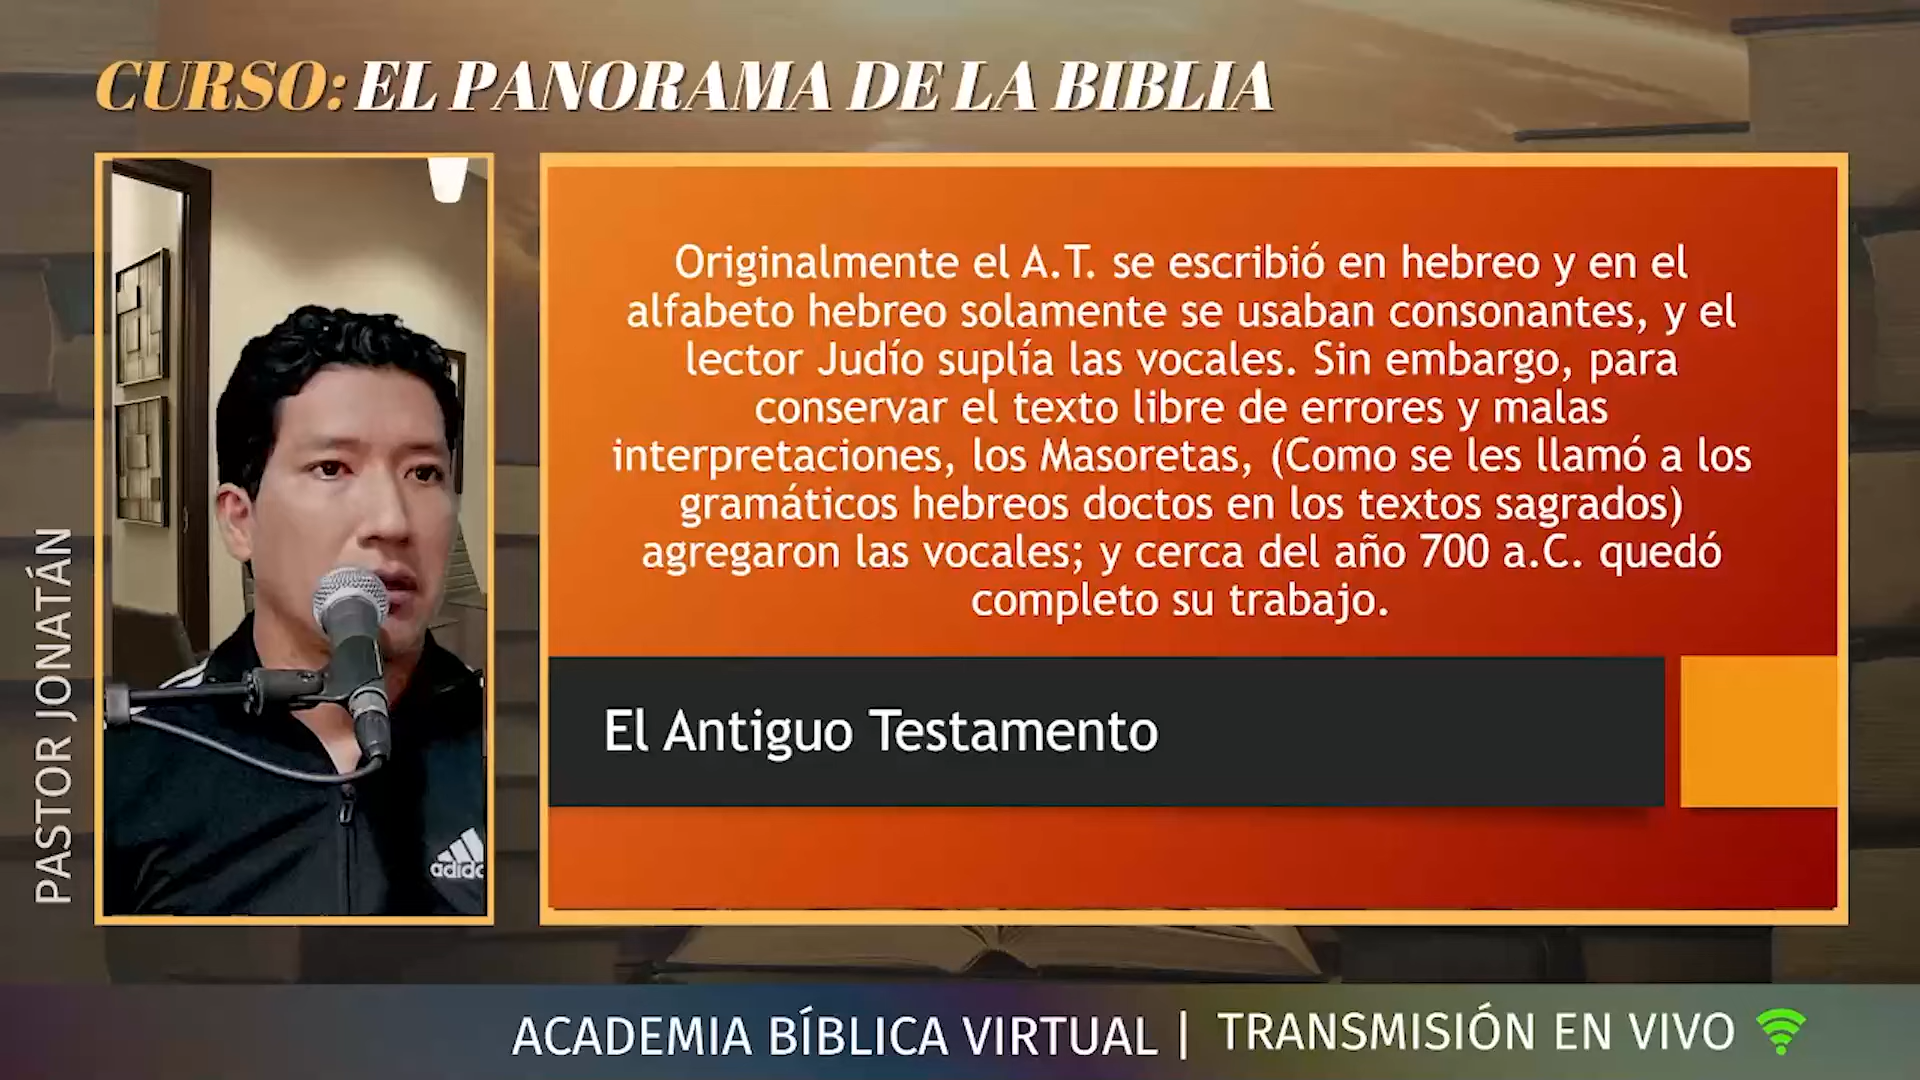 CURSO: EL PANORAMA DE LA BIBLIA
Originalmente el A.T. se escribió en hebreo y en el
alfabeto hebreo solamente se usaban consonantes, y el
lector Judío suplía las vocales. Sin embargo, para
conservar el texto libre de errores y malas
interpretaciones, los Masoretas, (Como se les llamó a los
gramáticos hebreos doctos en los textos sagrados)
agregaron las vocales; y cerca del año 700 a.C. quedó
completo su trabajo.
El Antiguo Testamento
PASTOR JONATÁN
adidas
ACADEMIA BÍBLICA VIRTUAL | TRANSMISIÓN EN VIVO